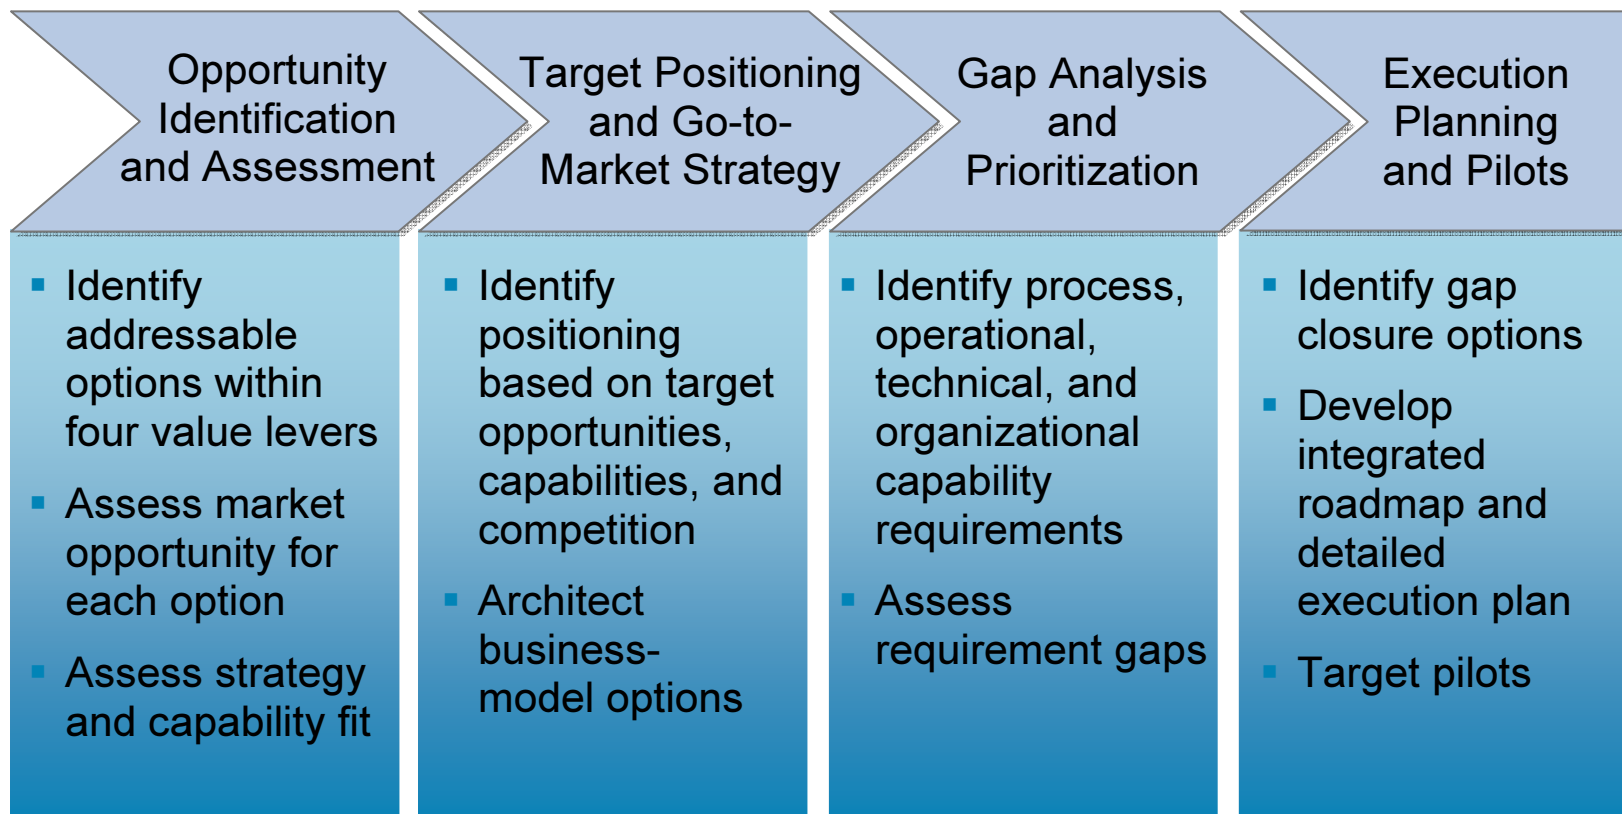 Opportunity
Identification
and Assessment
Target Positioning
and Go-to-
Market Strategy
Gap Analysis
and
Prioritization
Execution
Planning
and Pilots
▪ Identify
addressable
options within
four value levers
▪ Assess market
opportunity for
each option
▪ Assess strategy
and capability fit
▪ Identify
positioning
based on target
opportunities,
capabilities, and
competition
▪ Architect
business-
model options
▪ Identify process,
operational,
technical, and
organizational
capability
requirements
▪ Assess
requirement gaps
▪ Identify gap
closure options
▪ Develop
integrated
roadmap and
detailed
execution plan
▪ Target pilots